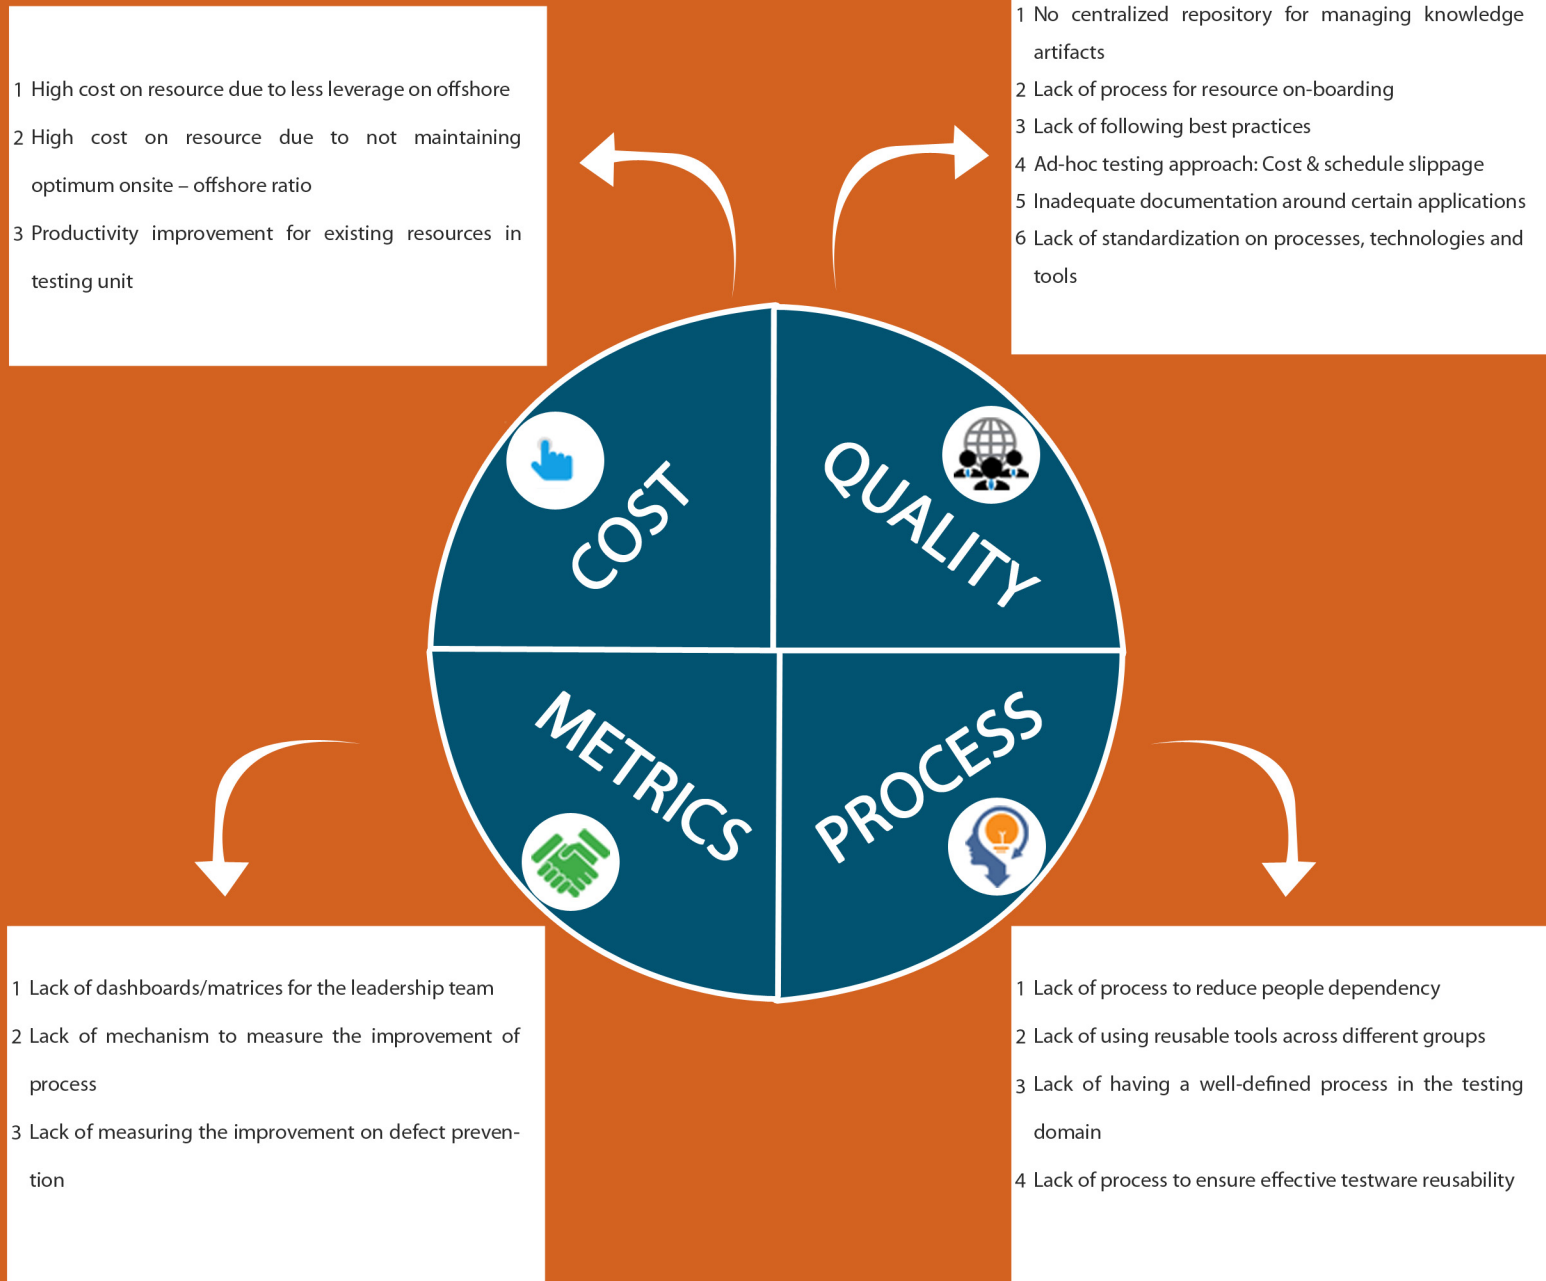 1 High cost on resource due to less leverage on offshore
2 High cost on resource due to not maintaining
optimum onsite – offshore ratio
3 Productivity improvement for existing resources in
testing unit
1 No centralized repository for managing knowledge
artifacts
2 Lack of process for resource on-boarding
3 Lack of following best practices
4 Ad-hoc testing approach: Cost & schedule slippage
5 Inadequate documentation around certain applications
6 Lack of standardization on processes, technologies and
tools
COST
QUALITY
METRICS
PROCESS
1 Lack of dashboards/matrices for the leadership team
2 Lack of mechanism to measure the improvement of
process
3 Lack of measuring the improvement on defect preven-
tion
1 Lack of process to reduce people dependency
2 Lack of using reusable tools across different groups
3 Lack of having a well-defined process in the testing
domain
4 Lack of process to ensure effective testware reusability